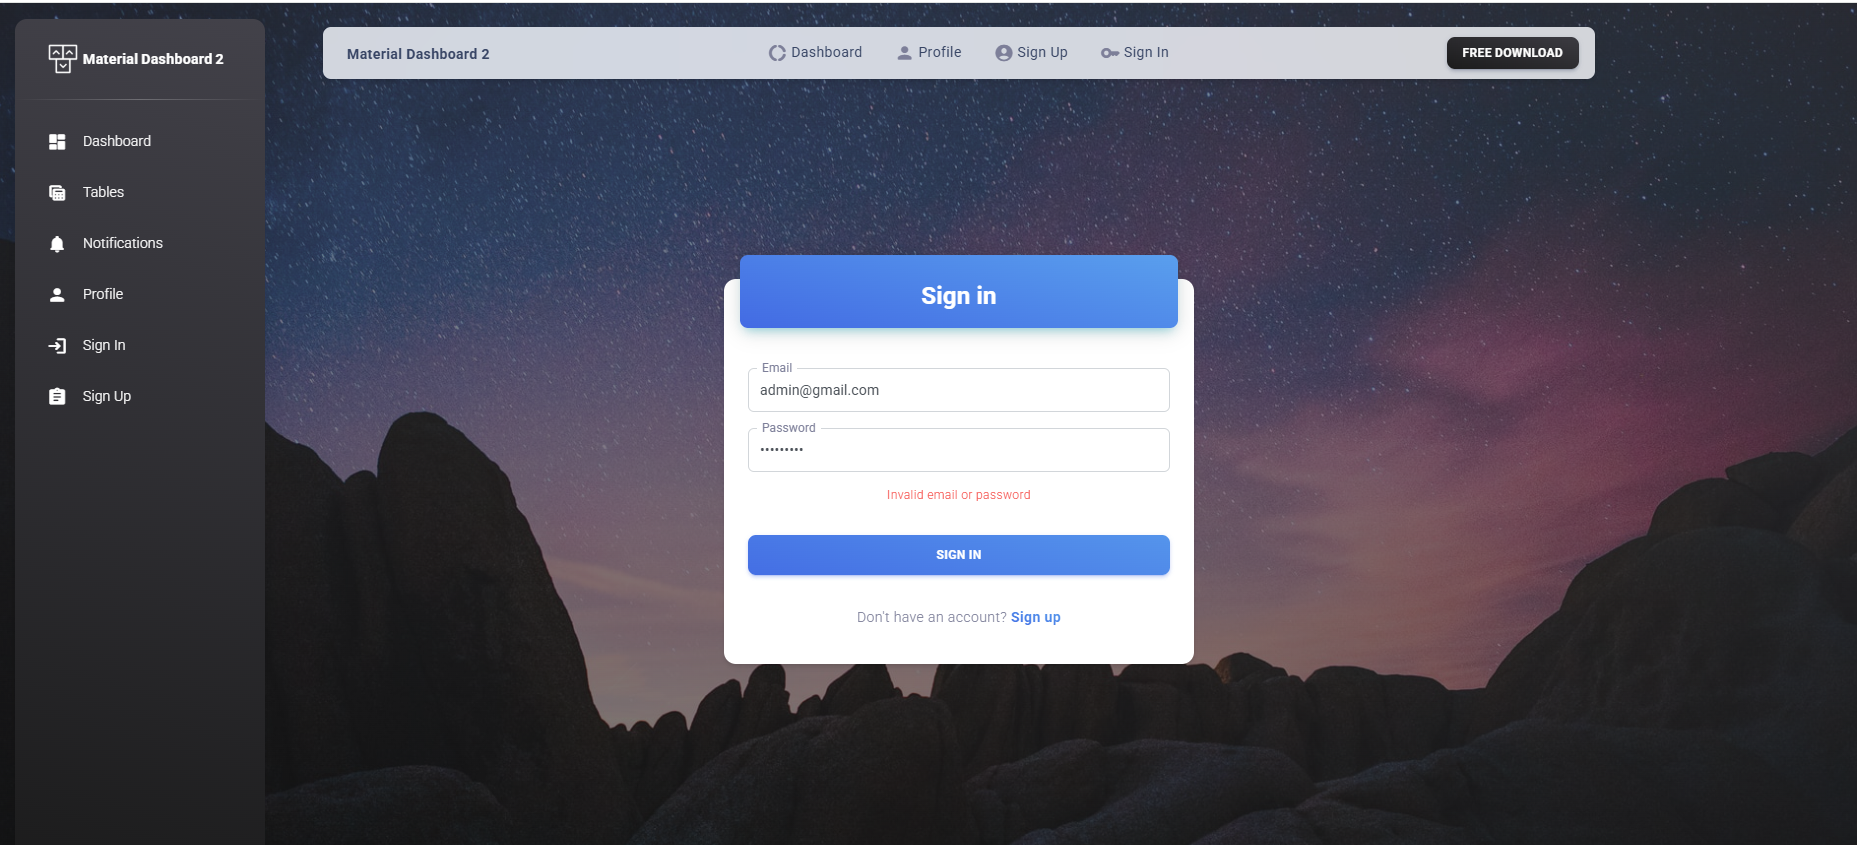 Material Dashboard 2
Dashboard
Tables
Notifications
Profile
Sign In
Sign Up
Material Dashboard 2
Dashboard
Profile
Sign Up
Sign In
FREE DOWNLOAD
Sign in
Email
admin@gmail.com
Password
•••••••••
Invalid email or password
SIGN IN
Don't have an account? Sign up